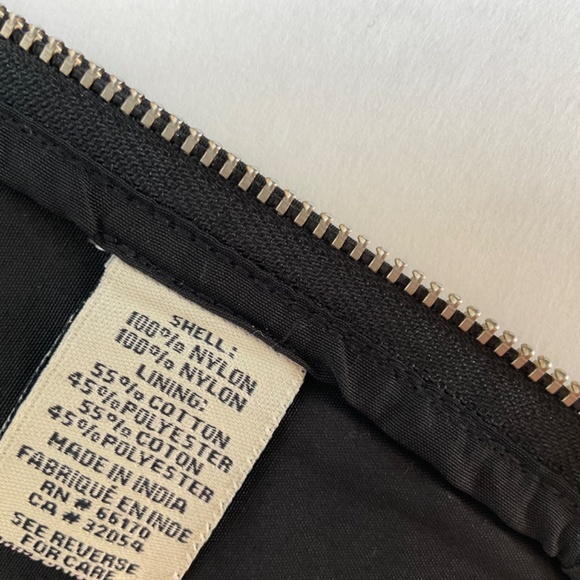 SHELL:
100% NYLON
100% NYLON
LINING:
55% COTTON
45% POLYESTER
55% COTON
45% POLYESTER
MADE IN INDIA
FABRIQUE EN INDE
RN # 66170
CA # 32054
SEE REVERSE
FOR CARE